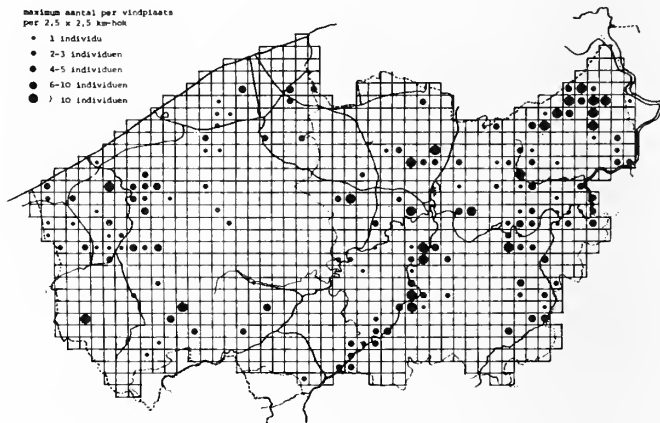 maximum aantal per vindplaats
per 2,5 x 2,5 km-hok
1 individu
2-3 individuen
4-5 individuen
6-10 individuen
> 10 individuen